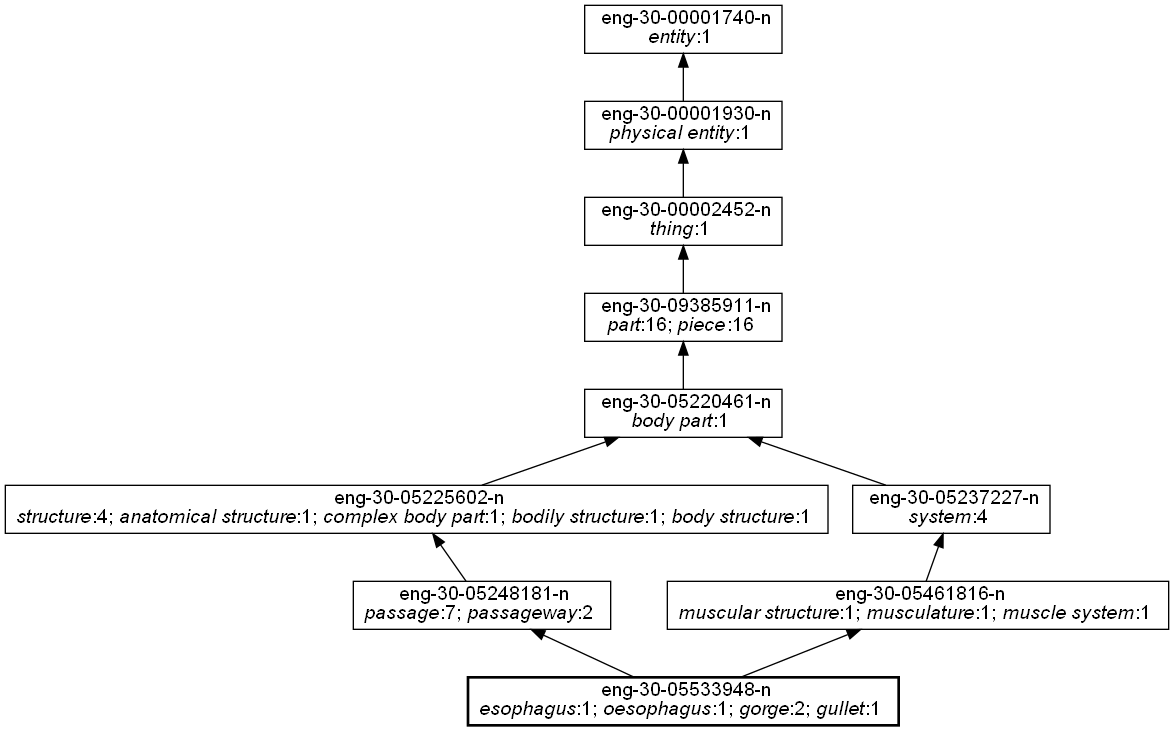 eng-30-00001740-n
entity:1
eng-30-00001930-n
physical entity:1
eng-30-00002452-n
thing:1
eng-30-09385911-n
part:16; piece:16
eng-30-05220461-n
body part:1
eng-30-05225602-n
structure:4; anatomical structure:1; complex body part:1; bodily structure:1; body structure:1
eng-30-05237227-n
system:4
eng-30-05248181-n
passage:7; passageway:2
eng-30-05461816-n
muscular structure:1; musculature:1; muscle system:1
eng-30-05533948-n
esophagus:1; oesophagus:1; gorge:2; gullet:1